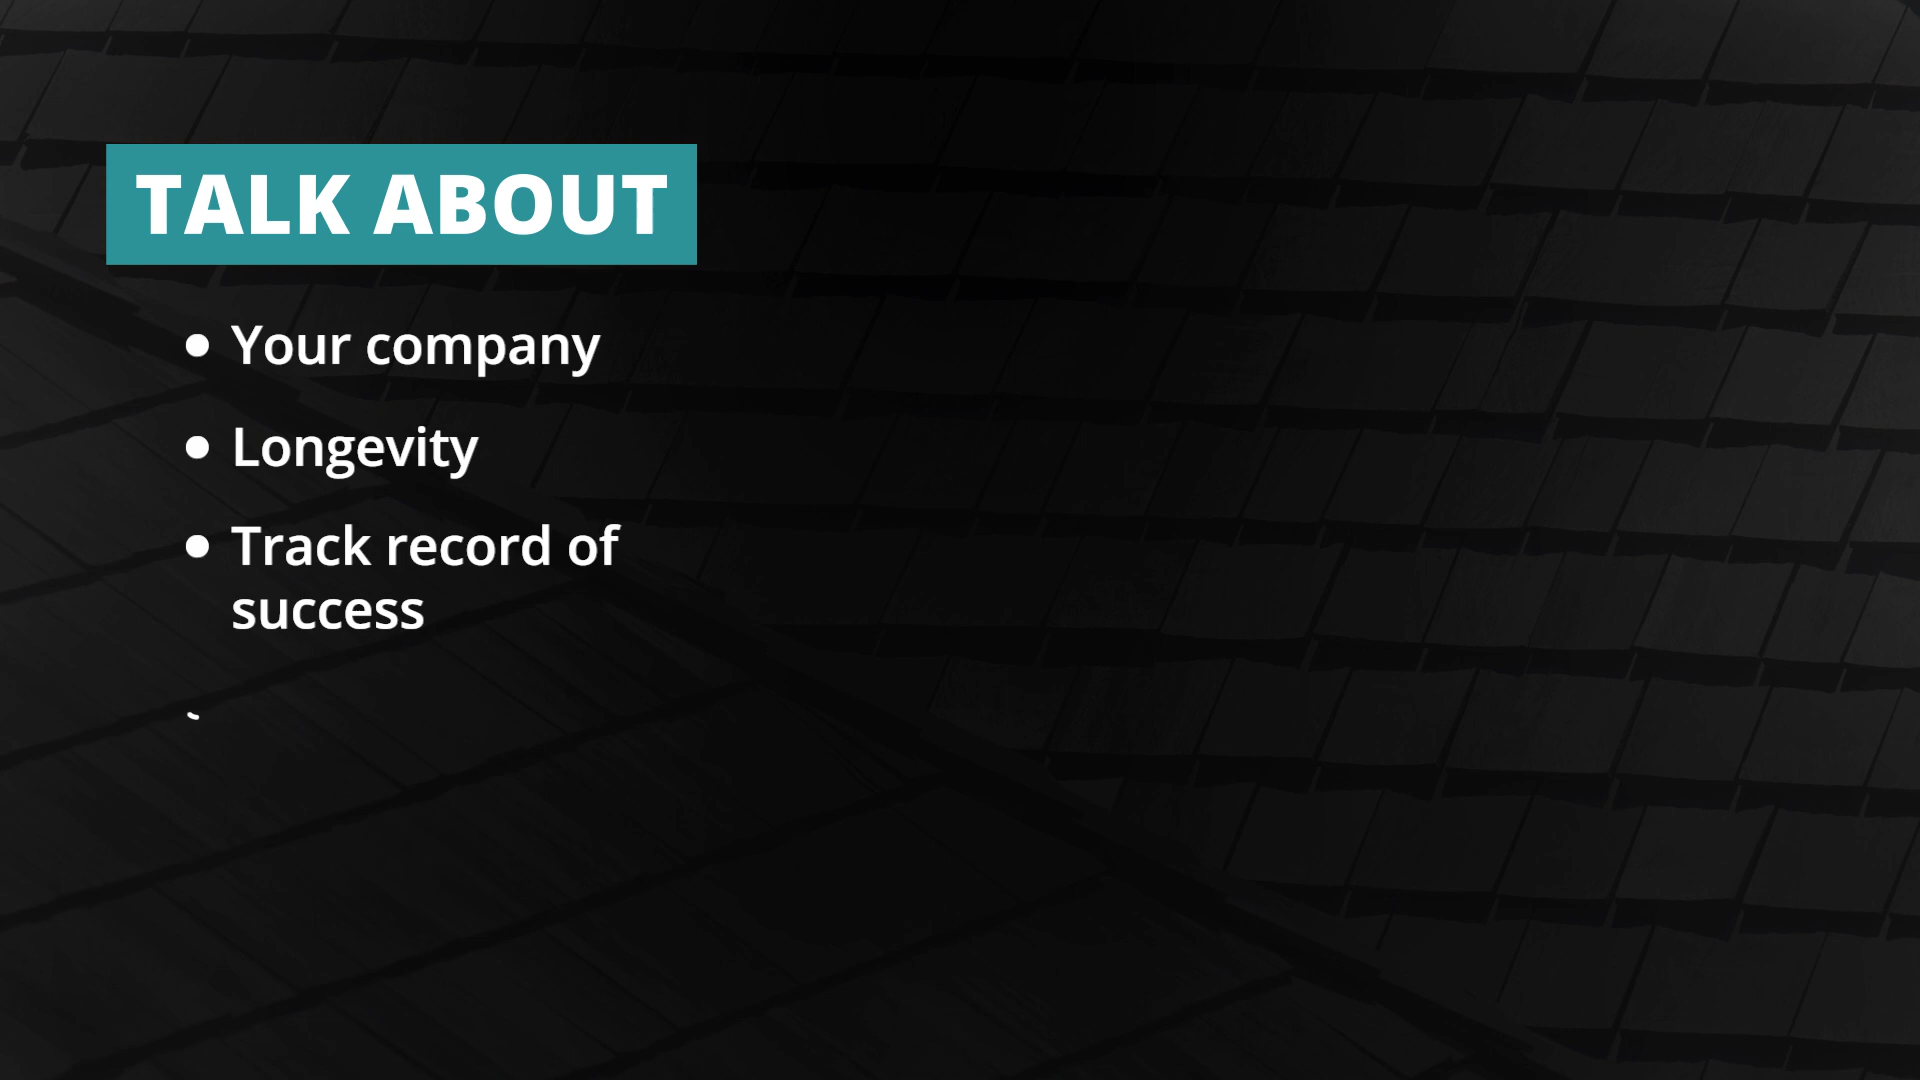 TALK ABOUT
• Your company
• Longevity
• Track record of
success